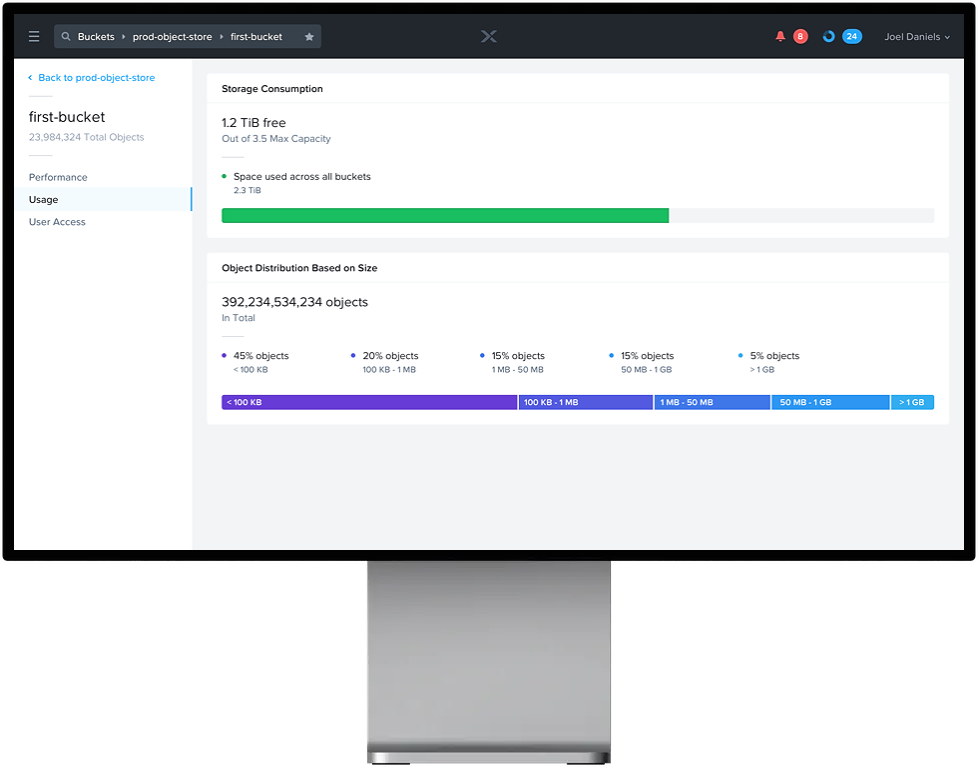 Buckets prod-object-store first-bucket
8
24
Joel Daniels
Back to prod-object-store
first-bucket
23,984,324 Total Objects
Performance
Usage
User Access
Storage Consumption
1.2 TiB free
Out of 3.5 Max Capacity
Space used across all buckets
2.3 TiB
Object Distribution Based on Size
392,234,534,234 objects
In Total
45% objects
< 100 KB
20% objects
100 KB - 1 MB
15% objects
1 MB - 50 MB
15% objects
50 MB - 1 GB
5% objects
> 1 GB
< 100 KB
100 KB - 1 MB
1 MB - 50 MB
50 MB - 1 GB
> 1 GB